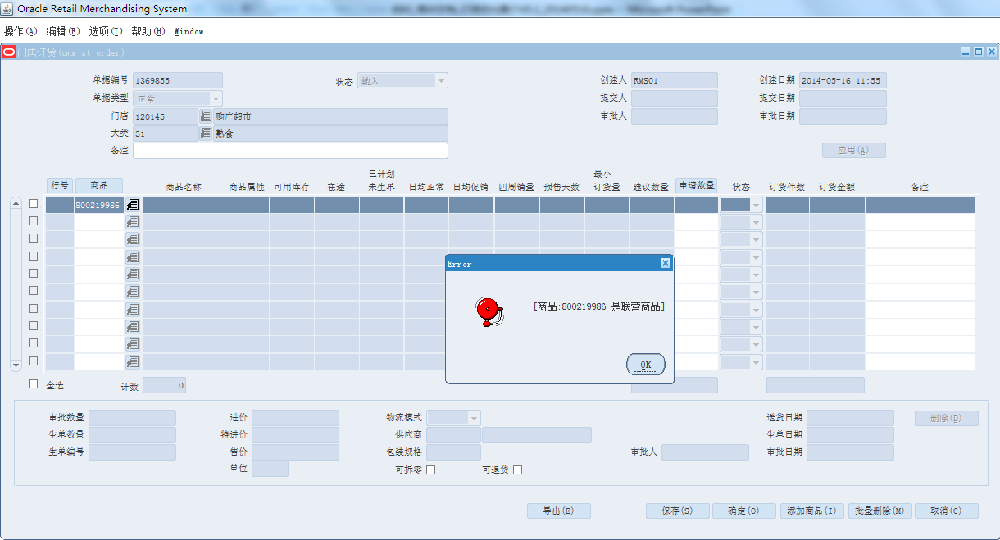 Oracle Retail Merchandising System
操作(A) 编辑(E) 选项(I) 帮助(H) Window
门店订货(cmx_st_order)
单据编号 1369855 状态 输入 创建人 RMS01 创建日期 2014-05-16 11:55
单据类型 正常 提交人 提交日期
门店 120145 购广超市 审批人 审批日期
大类 31 熟食
备注 应用(A)
行号 商品 商品名称 商品属性 可用库存 在途 已计划未生单 日均正常 日均促销 四周销量 预售天数 最小订货量 建议数量 申请数量 状态 订货件数 订货金额 备注
800219986
Error
[商品:800219986 是联营商品]
OK
. 全选 计数 0
审批数量 进价 物流模式 送货日期 删除(D)
生单数量 特进价 供应商 生单日期
生单编号 售价 包装规格 审批人 审批日期
单位 可拆零 可退货
导出(E) 保存(S) 确定(O) 添加商品(I) 批量删除(M) 取消(C)